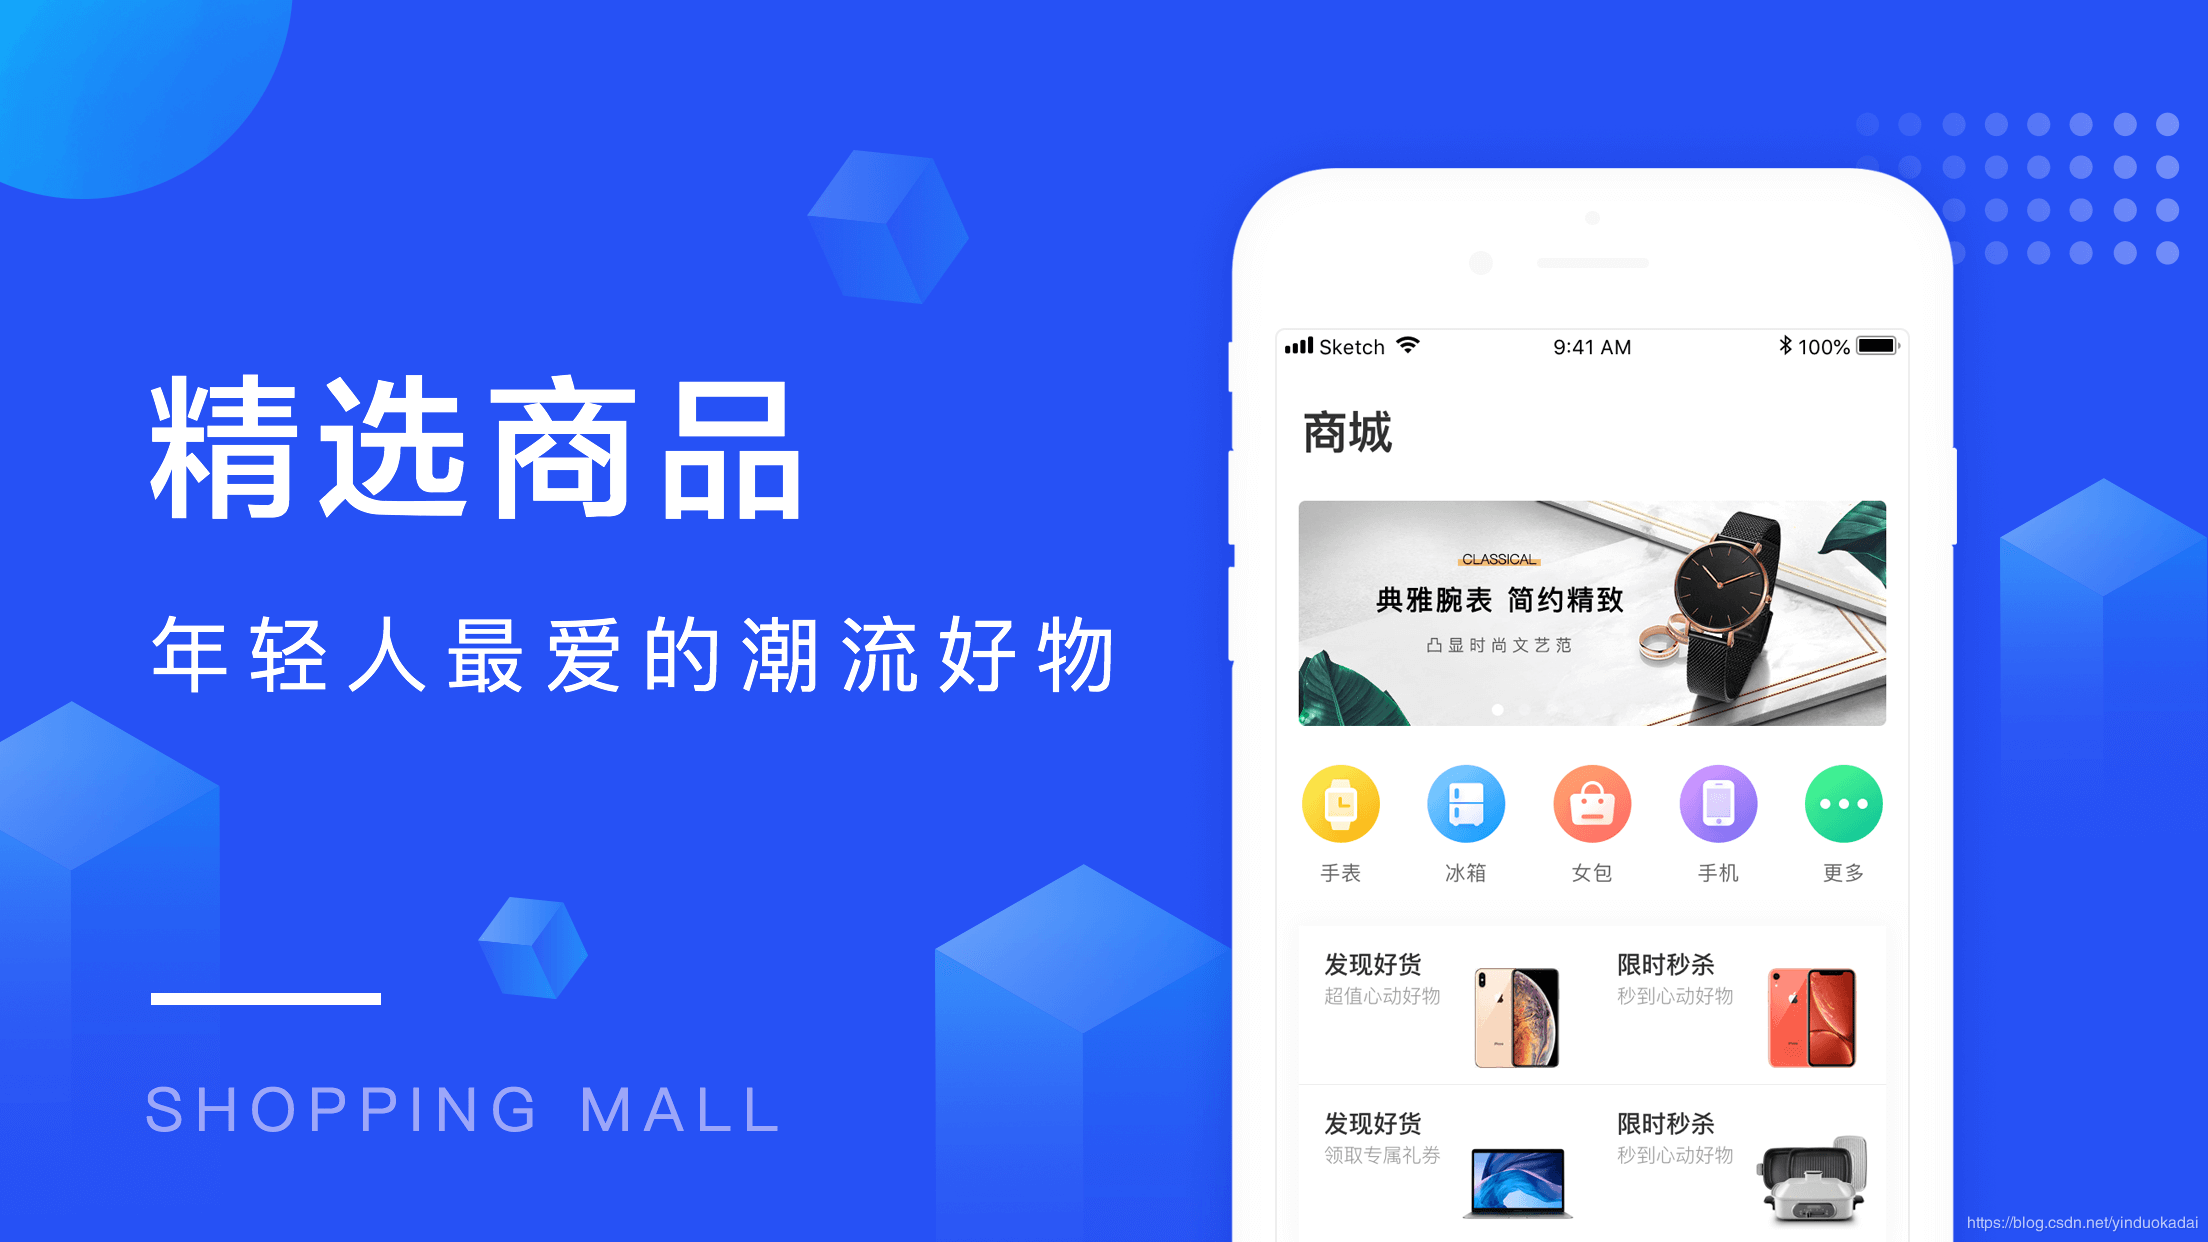 精选商品
年轻人最爱的潮流好物
SHOPPING MALL
Sketch 9:41 AM 100%
商城
CLASSICAL
典雅腕表 简约精致
凸显时尚文艺范
手表 冰箱 女包 手机 更多
发现好货 限时秒杀
超值心动好物 秒到心动好物
发现好货 限时秒杀
领取专属礼券 秒到心动好物
https://blog.csdn.net/yinduokadai